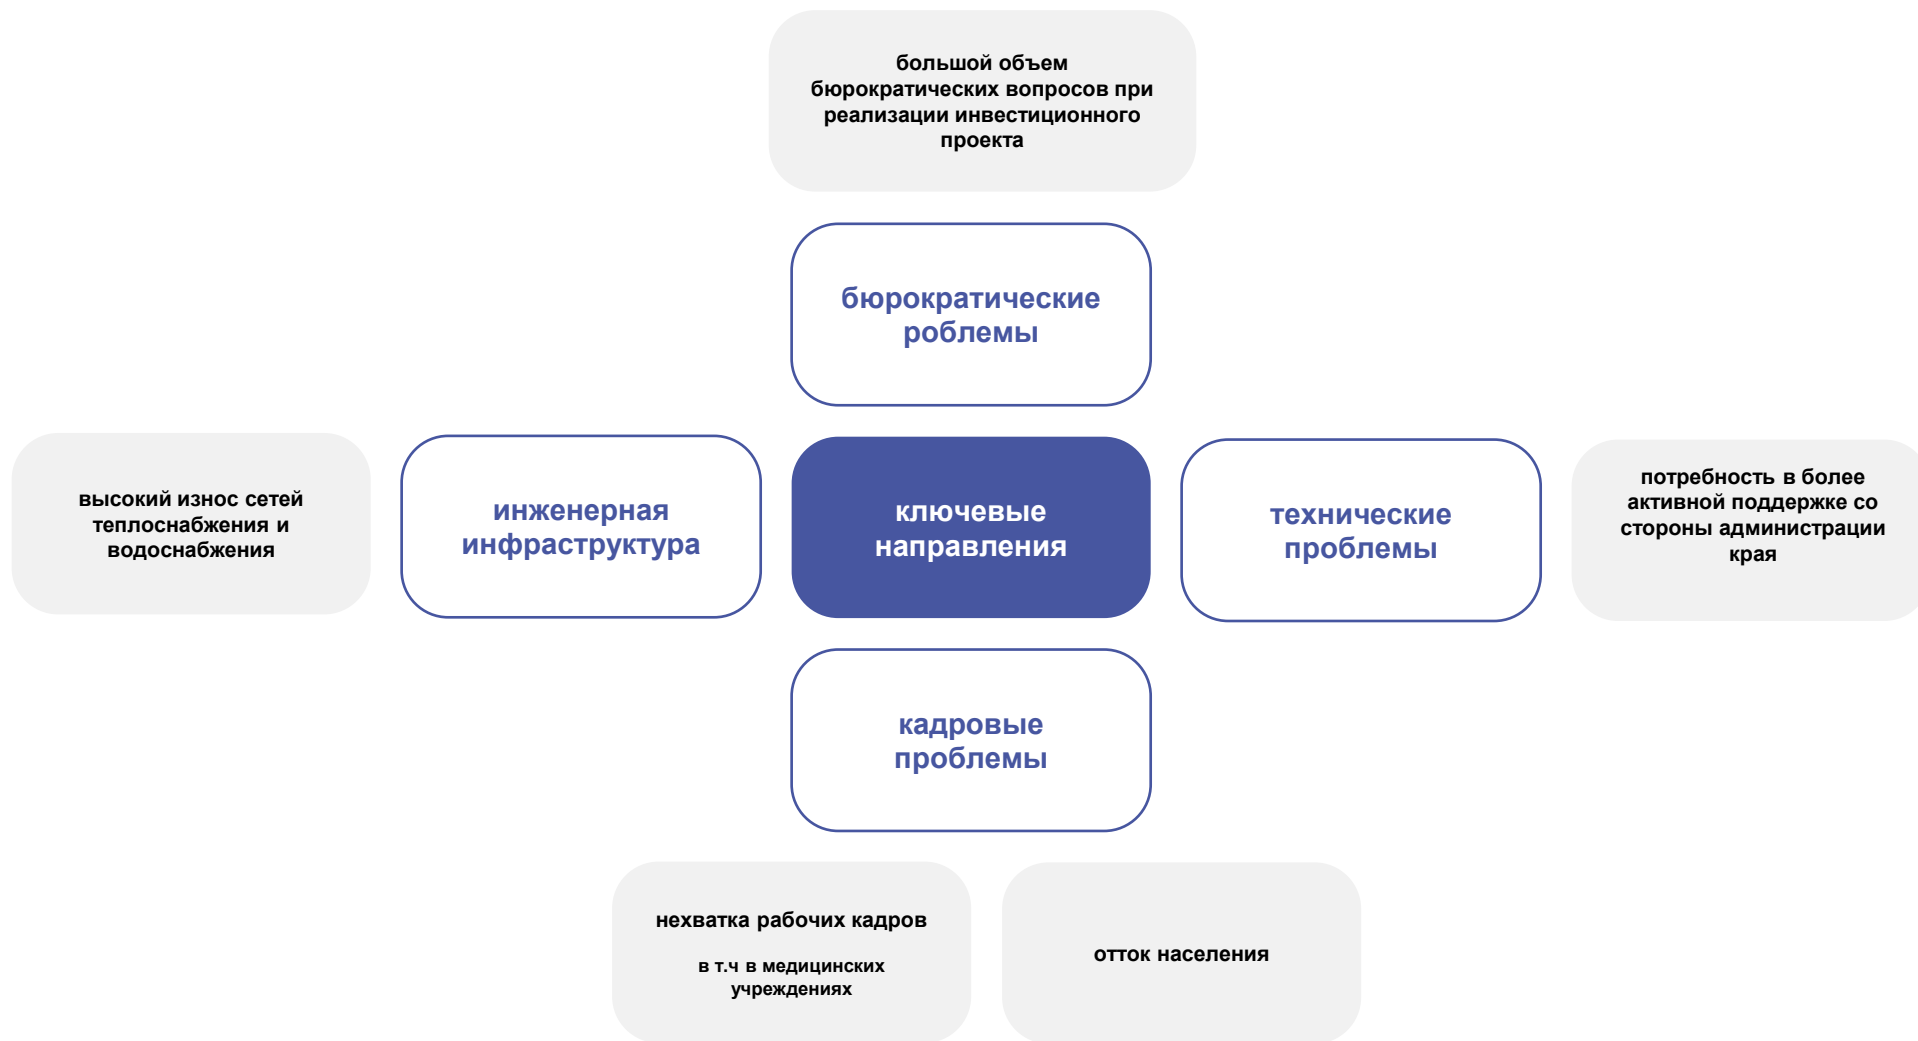 большой объем
бюрократических вопросов при
реализации инвестиционного
проекта
бюрократические
роблемы
высокий износ сетей
теплоснабжения и
водоснабжения
инженерная
инфраструктура
ключевые
направления
технические
проблемы
потребность в более
активной поддержке со
стороны администрации
края
кадровые
проблемы
нехватка рабочих кадров
в т.ч в медицинских
учреждениях
отток населения